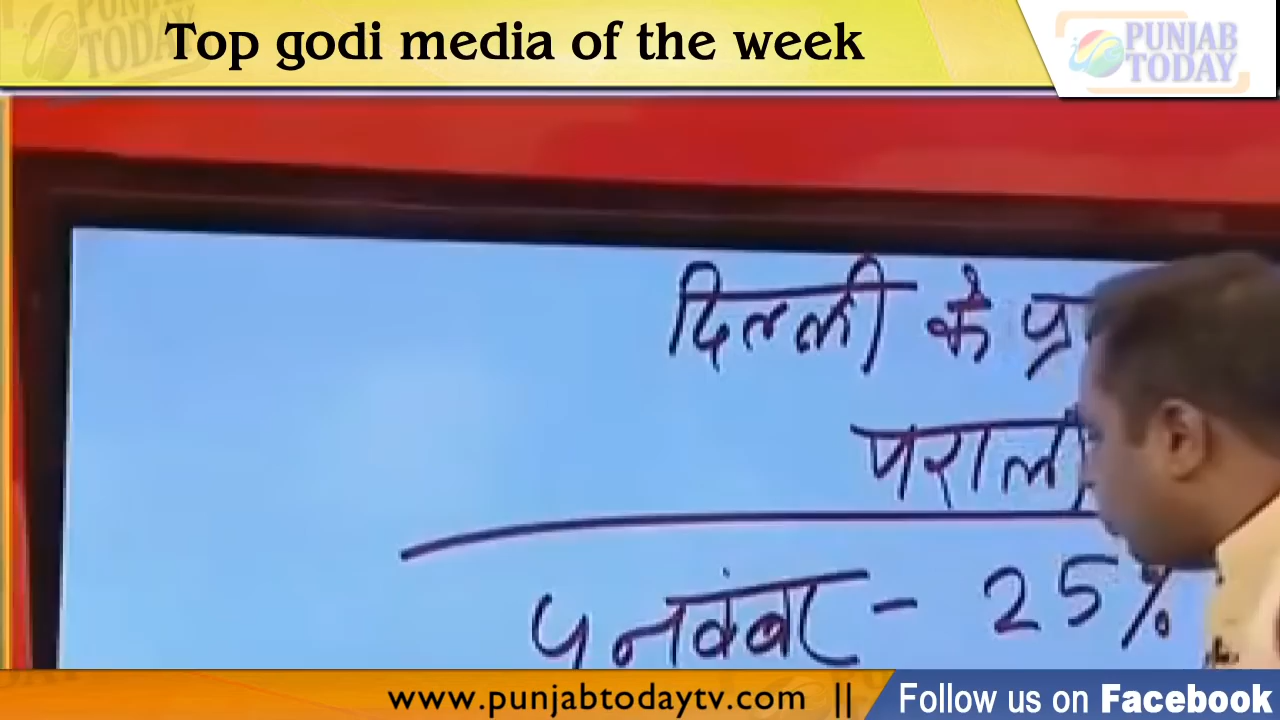 Top godi media of the week
PUNJAB
TODAY
दिल्ली के
पराली
नवंबर - 25%
www.punjabtodaytv.com || Follow us on Facebook